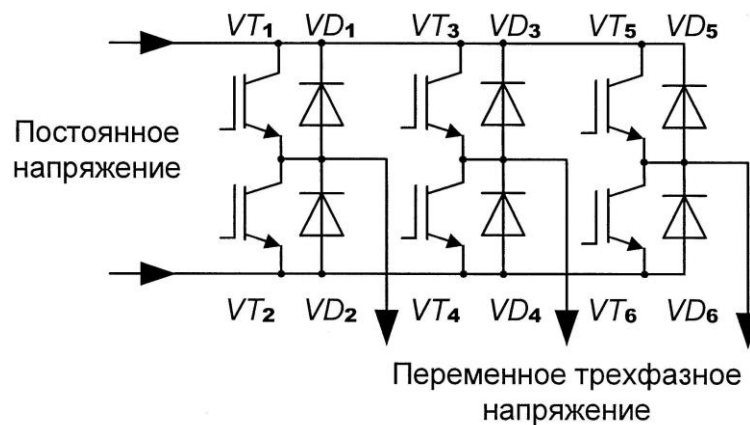 VT1 VD1 VT3 VD3 VT5 VD5
Постоянное
напряжение
VT2 VD2 VT4 VD4 VT6 VD6
Переменное трехфазное
напряжение